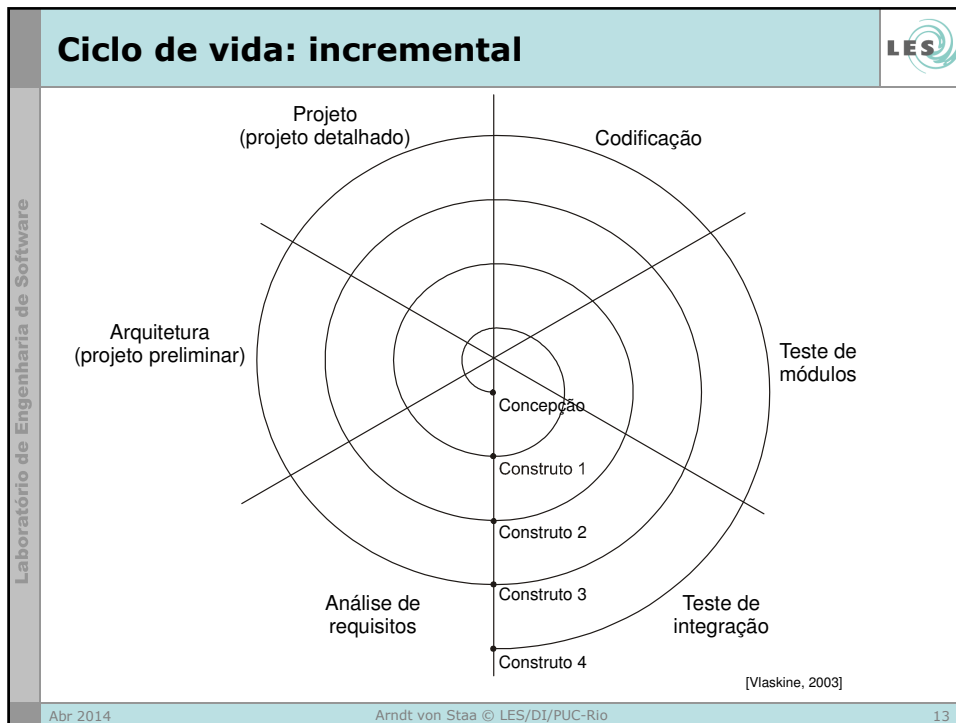 Ciclo de vida: incremental
LES
Laboratório de Engenharia de Software
Projeto
(projeto detalhado)
Codificação
Arquitetura
(projeto preliminar)
Teste de
módulos
Concepção
Construto 1
Construto 2
Construto 3
Construto 4
Análise de
requisitos
Teste de
integração
[Vlaskine, 2003]
Abr 2014
Arndt von Staa © LES/DI/PUC-Rio
13